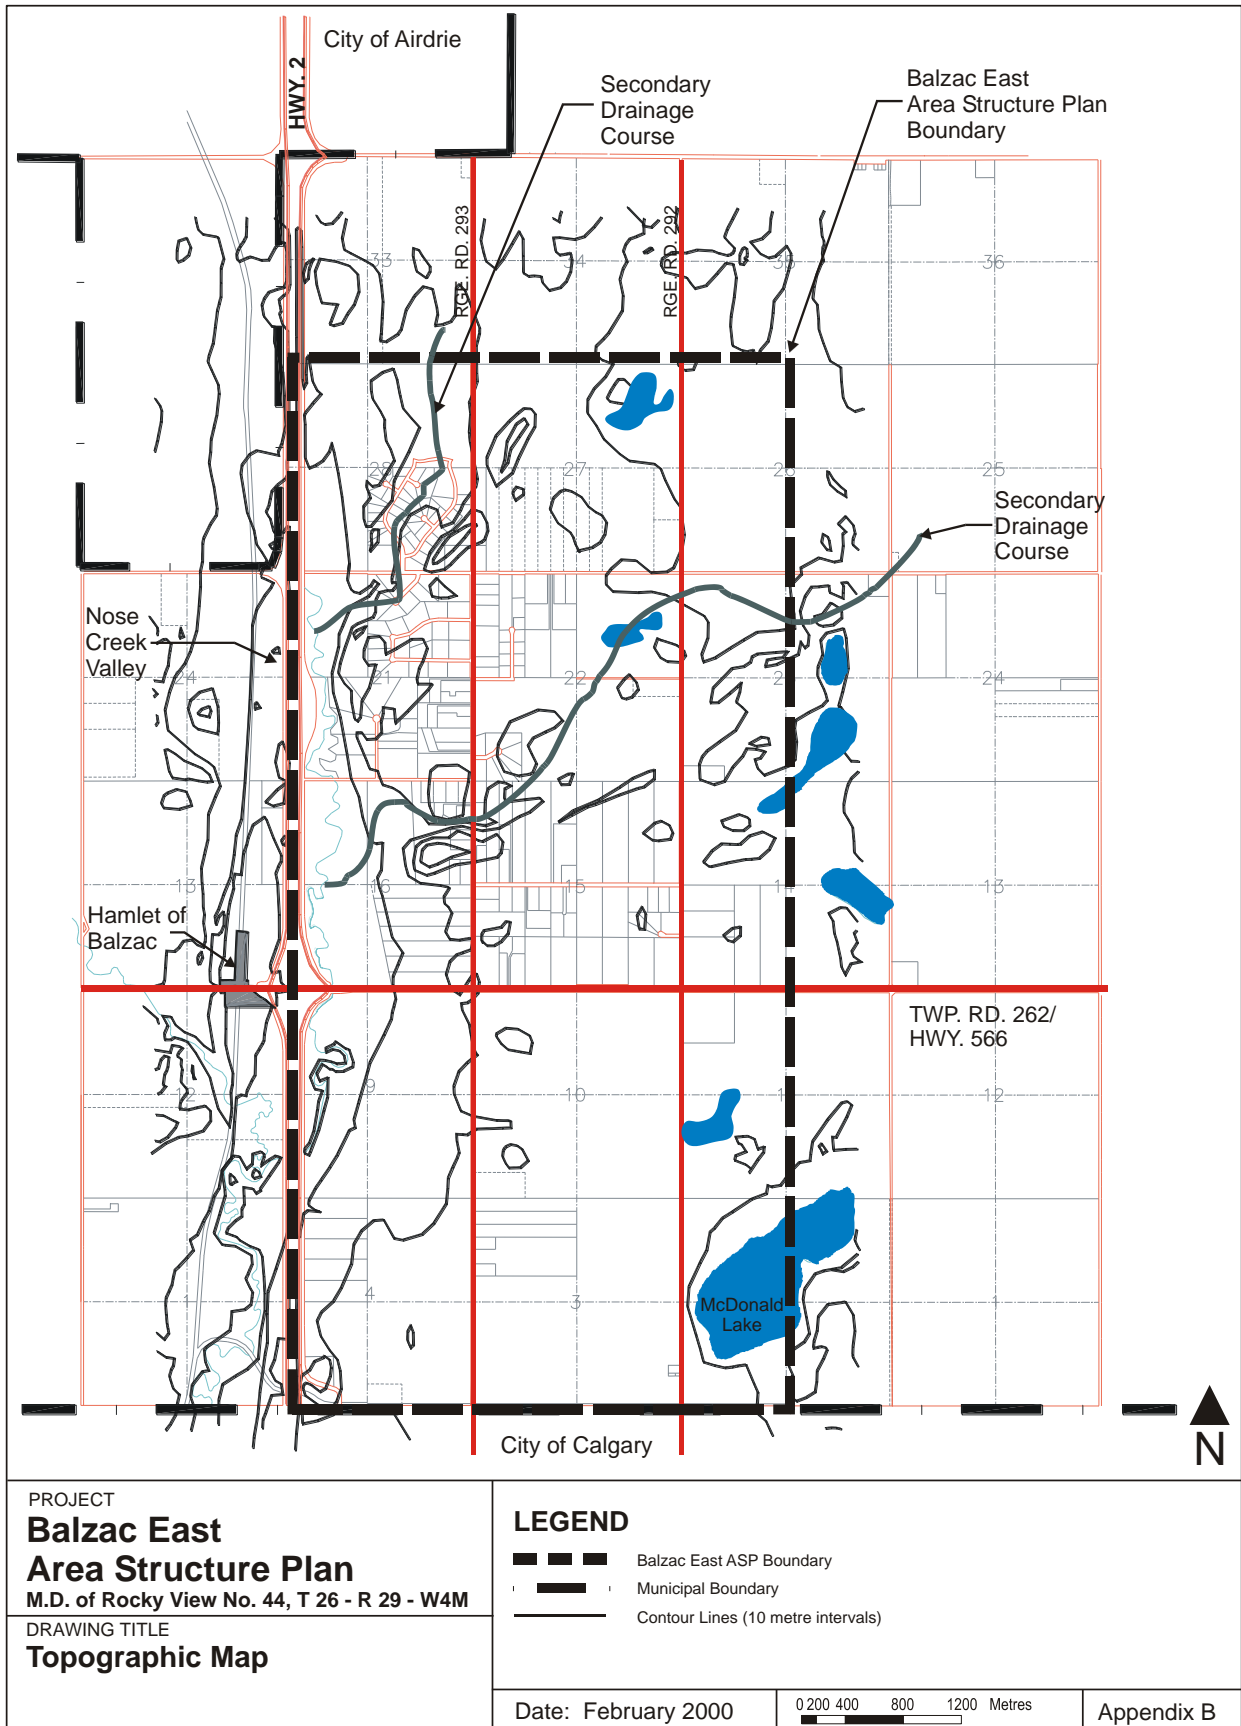 City of Airdrie
HWY. 2
Secondary
Drainage
Course
Balzac East
Area Structure Plan
Boundary
RGE. RD. 293
RGE. RD. 292
33
34
35
36
28
27
26
25
Secondary
Drainage
Course
Nose
Creek
Valley
24
21
22
24
13
16
15
13
Hamlet of
Balzac
TWP. RD. 262/
HWY. 566
12
9
10
12
1
4
3
1
McDonald
Lake
City of Calgary
N
PROJECT
Balzac East
Area Structure Plan
M.D. of Rocky View No. 44, T 26 - R 29 - W4M
DRAWING TITLE
Topographic Map
LEGEND
Balzac East ASP Boundary
Municipal Boundary
Contour Lines (10 metre intervals)
Date: February 2000
0 200 400 800 1200 Metres
Appendix B